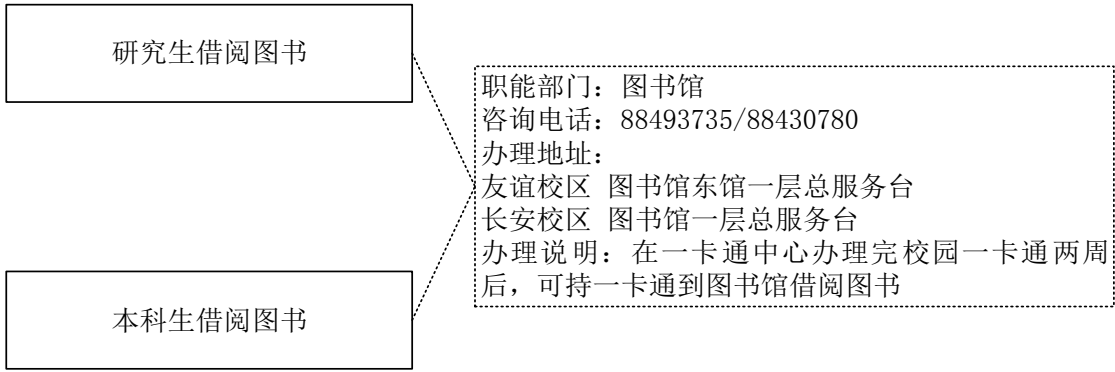 研究生借阅图书
职能部门：图书馆
咨询电话：88493735/88430780
办理地址：
友谊校区 图书馆东馆一层总服务台
长安校区 图书馆一层总服务台
办理说明：在一卡通中心办理完校园一卡通两周
后，可持一卡通到图书馆借阅图书
本科生借阅图书